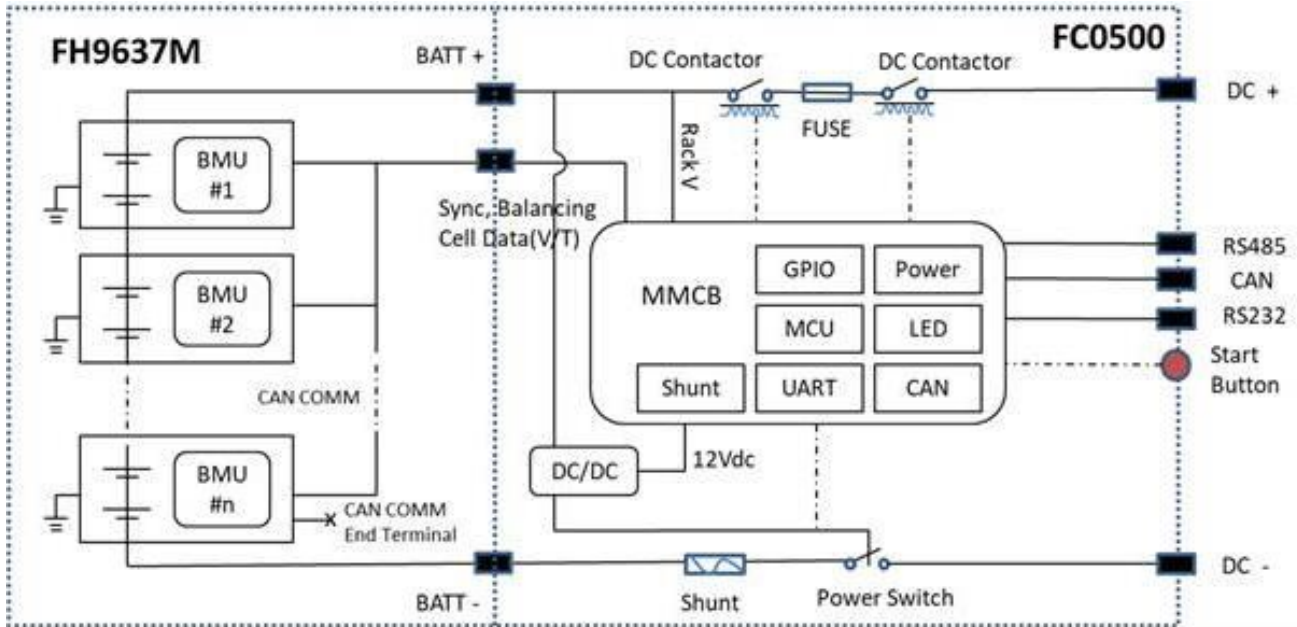 FH9637M
FC0500
BATT +
DC Contactor
DC Contactor
DC +
FUSE
Rack V
BMU
#1
Sync, Balancing
Cell Data(V/T)
BMU
#2
CAN COMM
BMU
#n
CAN COMM
End Terminal
MMCB
GPIO
Power
MCU
LED
Shunt
UART
CAN
RS485
CAN
RS232
Start
Button
DC/DC
12Vdc
BATT -
Shunt
Power Switch
DC -